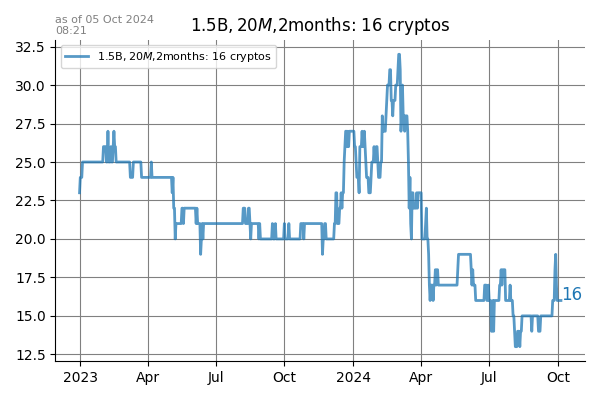 as of 05 Oct 2024
08:21
1.5B, 20M,2months: 16 cryptos
1.5B, 20M,2months: 16 cryptos
32.5
30.0
27.5
25.0
22.5
20.0
17.5
15.0
12.5
16
2023 Apr Jul Oct 2024 Apr Jul Oct